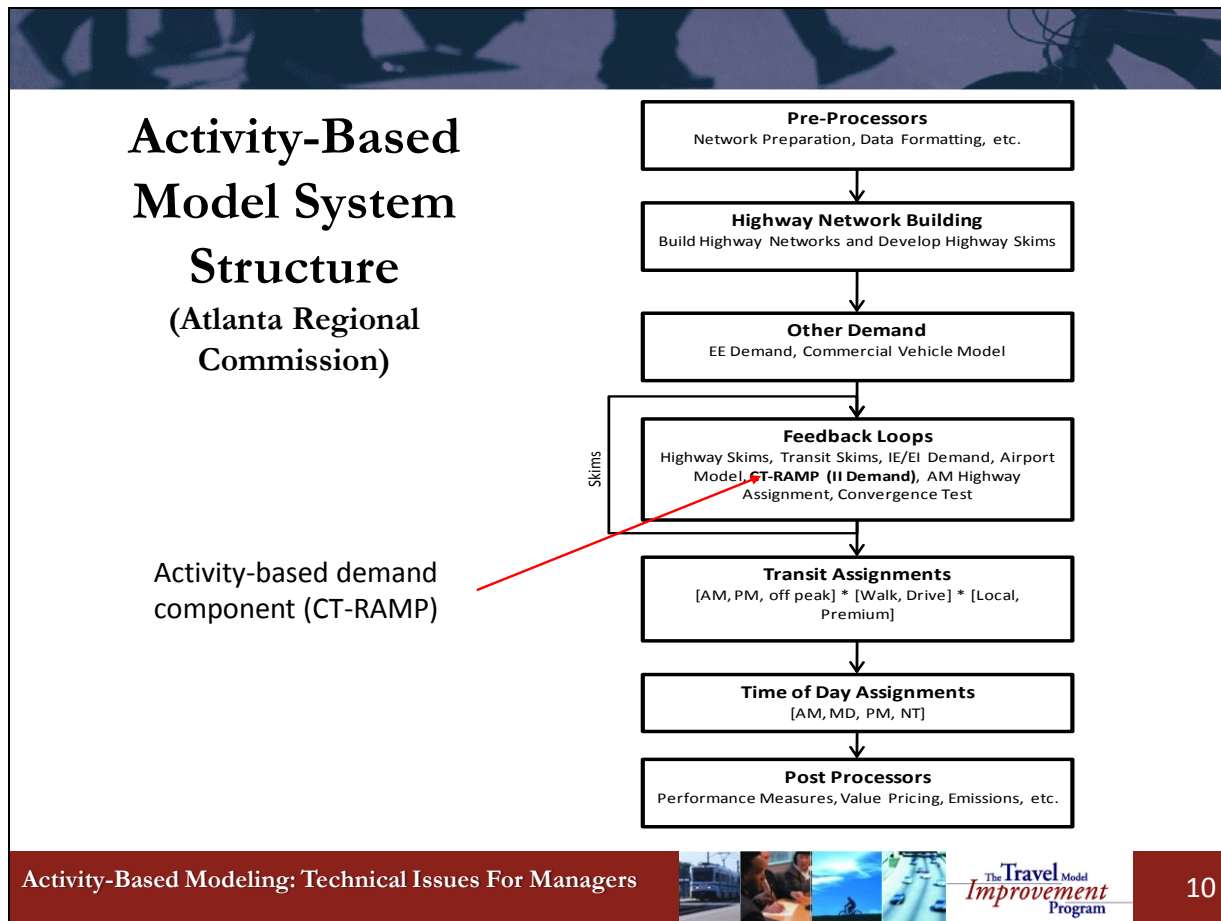 Activity-Based
Model System
Structure
(Atlanta Regional
Commission)
Pre-Processors
Network Preparation, Data Formatting, etc.
Highway Network Building
Build Highway Networks and Develop Highway Skims
Other Demand
EE Demand, Commercial Vehicle Model
Skims
Feedback Loops
Highway Skims, Transit Skims, IE/EI Demand, Airport
Model, CT-RAMP (II Demand), AM Highway
Assignment, Convergence Test
Activity-based demand
component (CT-RAMP)
Transit Assignments
[AM, PM, off peak] * [Walk, Drive] * [Local,
Premium]
Time of Day Assignments
[AM, MD, PM, NT]
Post Processors
Performance Measures, Value Pricing, Emissions, etc.
Activity-Based Modeling: Technical Issues For Managers
The Travel Model
Improvement
Program
10